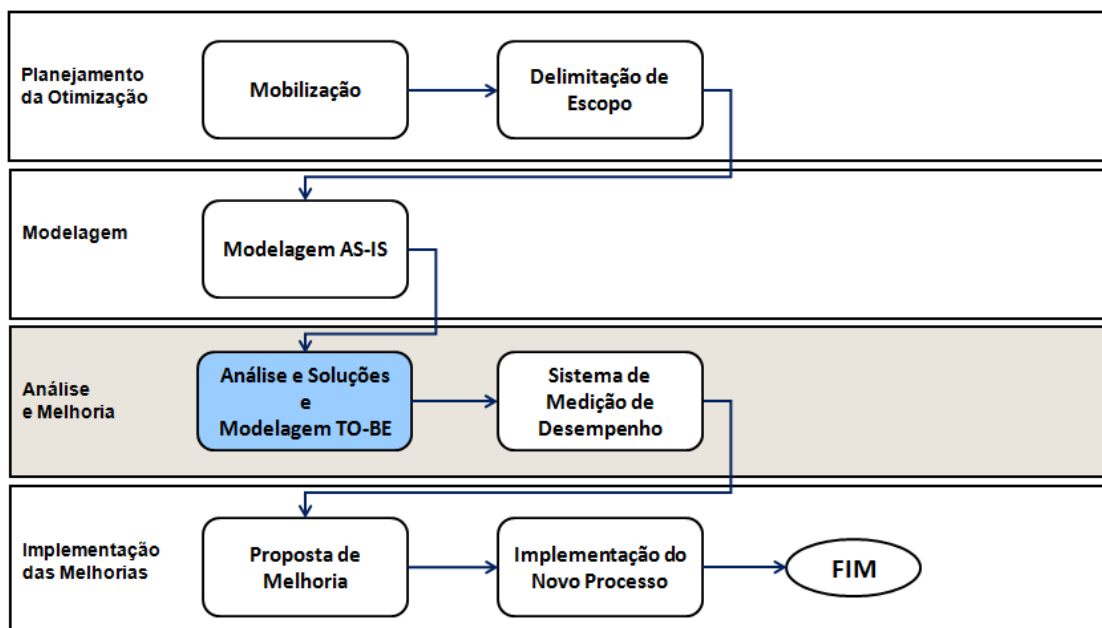 Planejamento
da Otimização
Mobilização
Delimitação de
Escopo
Modelagem
Modelagem AS-IS
Análise
e Melhoria
Análise e Soluções
e
Modelagem TO-BE
Sistema de
Medição de
Desempenho
Implementação
das Melhorias
Proposta de
Melhoria
Implementação do
Novo Processo
FIM